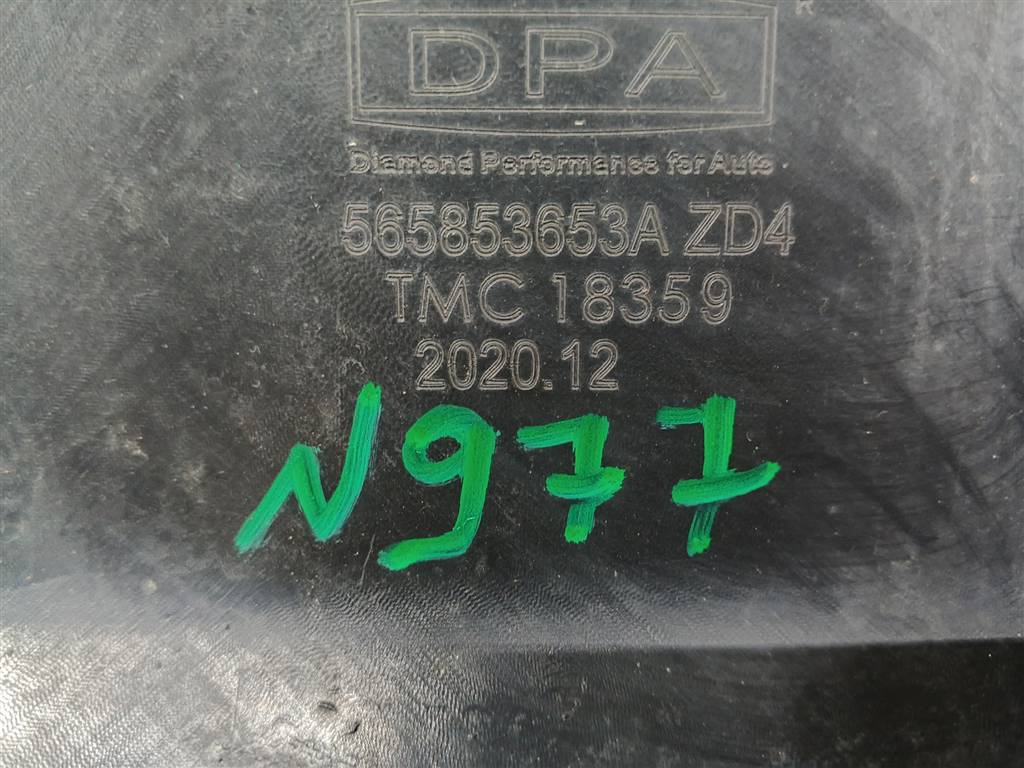 DPA
Diamond Performance for Auto
565853653A ZD4
TMC 18359
2020.12
N977